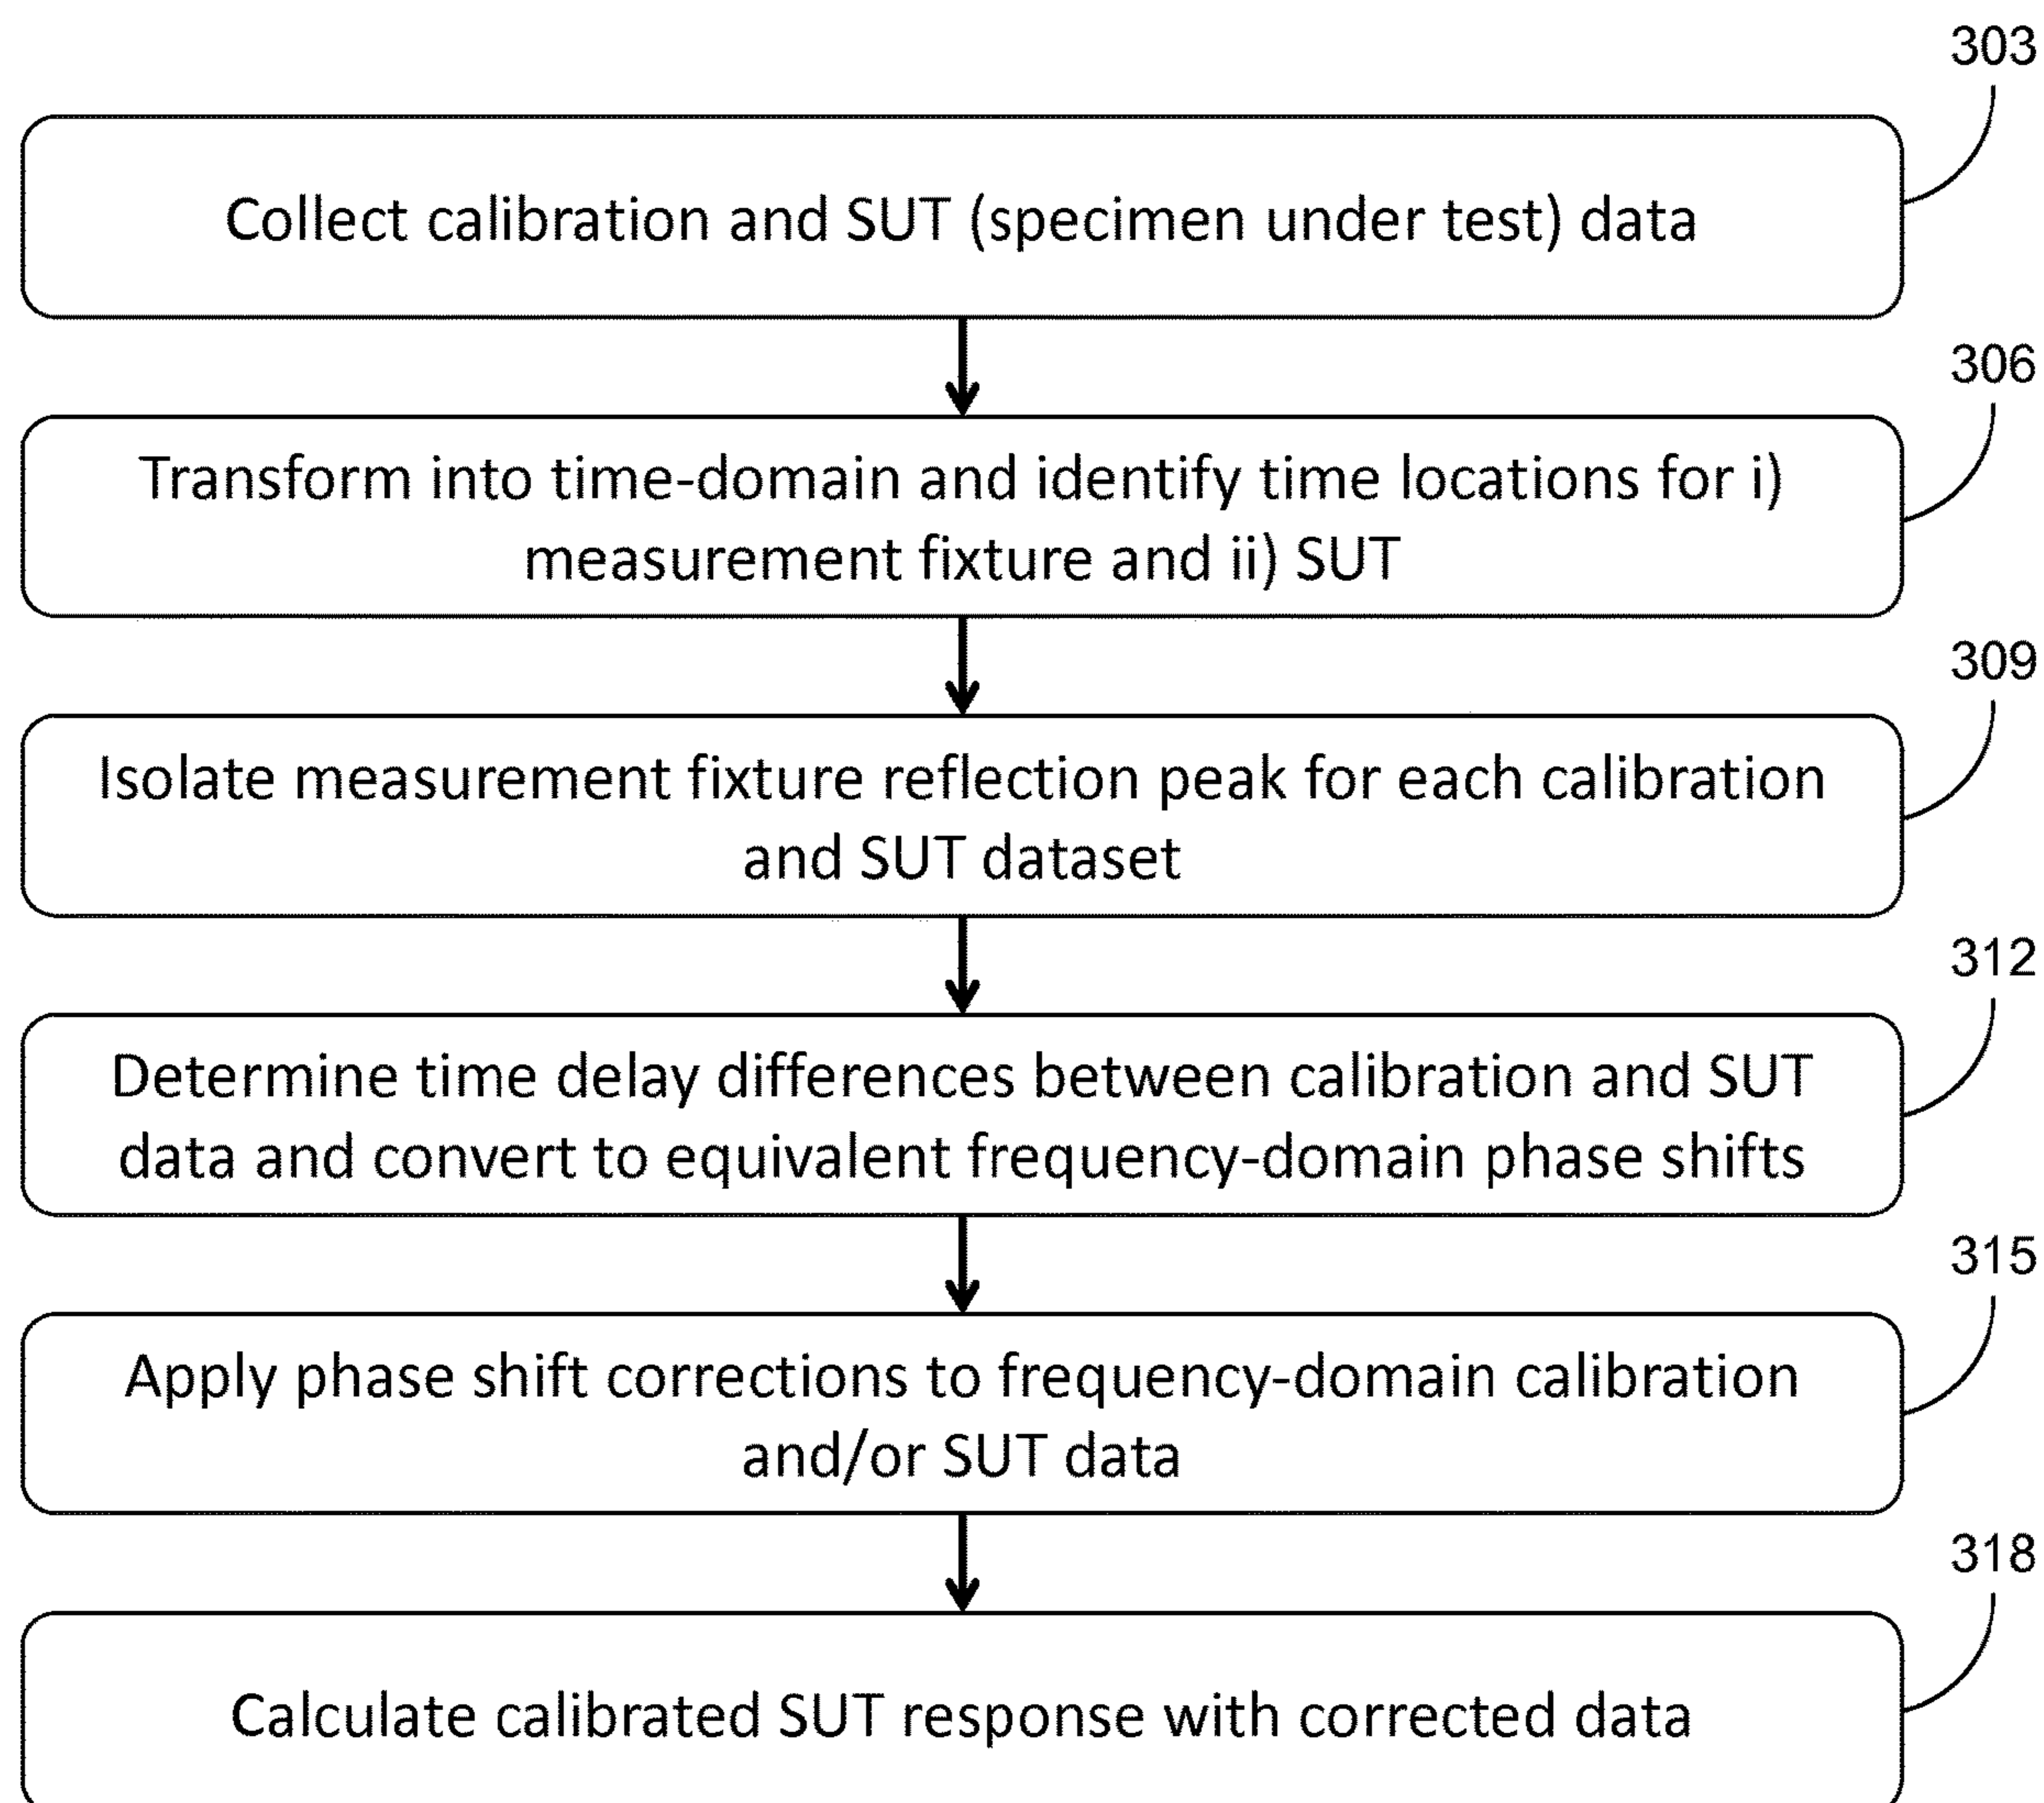 303
Collect calibration and SUT (specimen under test) data
306
Transform into time-domain and identify time locations for i)
measurement fixture and ii) SUT
309
Isolate measurement fixture reflection peak for each calibration
and SUT dataset
312
Determine time delay differences between calibration and SUT
data and convert to equivalent frequency-domain phase shifts
315
Apply phase shift corrections to frequency-domain calibration
and/or SUT data
318
Calculate calibrated SUT response with corrected data